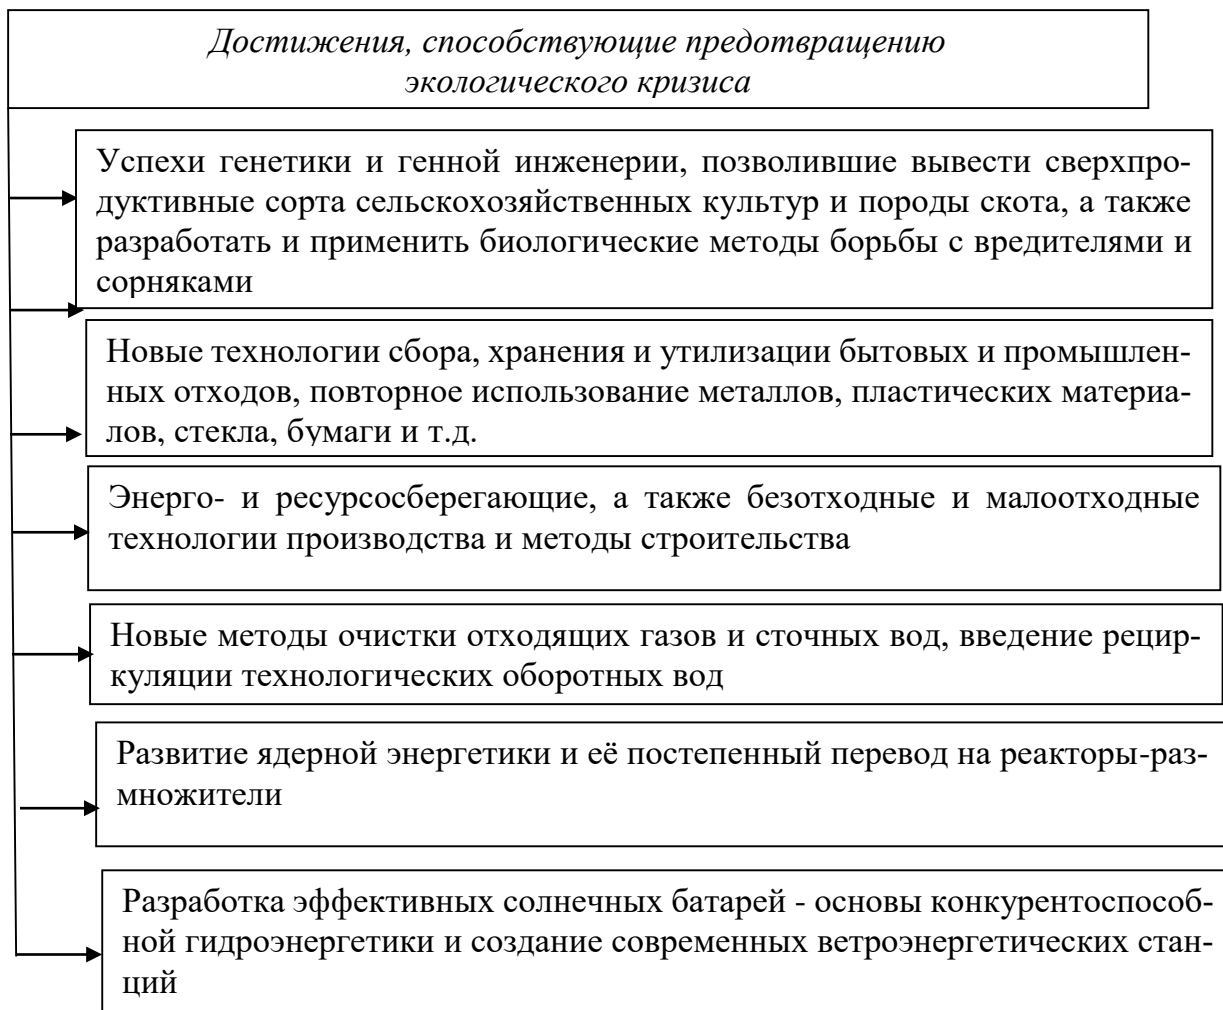 Достижения, способствующие предотвращению
экологического кризиса
Успехи генетики и генной инженерии, позволившие вывести сверхпро-
дуктивные сорта сельскохозяйственных культур и породы скота, а также
разработать и применить биологические методы борьбы с вредителями и
сорняками
Новые технологии сбора, хранения и утилизации бытовых и промышлен-
ных отходов, повторное использование металлов, пластических материа-
лов, стекла, бумаги и т.д.
Энерго- и ресурсосберегающие, а также безотходные и малоотходные
технологии производства и методы строительства
Новые методы очистки отходящих газов и сточных вод, введение рецир-
куляции технологических оборотных вод
Развитие ядерной энергетики и её постепенный перевод на реакторы-раз-
множители
Разработка эффективных солнечных батарей - основы конкурентоспособ-
ной гидроэнергетики и создание современных ветроэнергетических стан-
ций